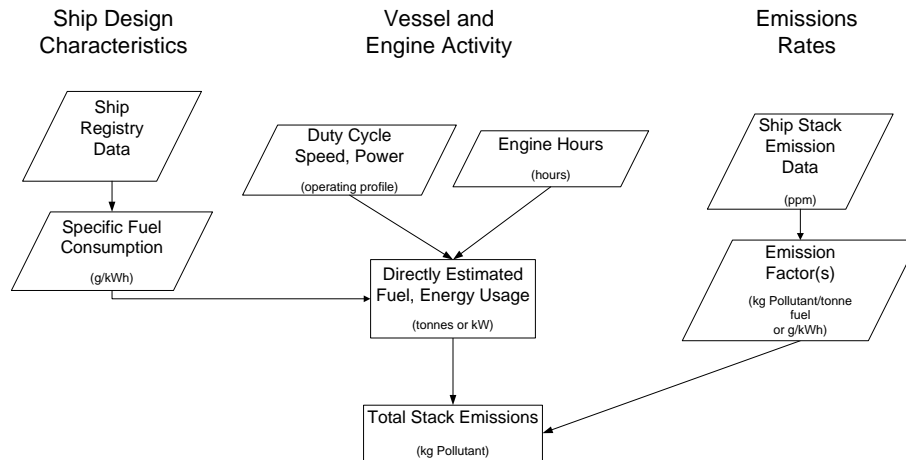 Ship Design
Characteristics
Vessel and
Engine Activity
Emissions
Rates
Ship
Registry
Data
Duty Cycle
Speed, Power
(operating profile)
Engine Hours
(hours)
Ship Stack
Emission
Data
(ppm)
Specific Fuel
Consumption
(g/kWh)
Directly Estimated
Fuel, Energy Usage
(tonnes or kW)
Emission
Factor(s)
(kg Pollutant/tonne
fuel
or g/kWh)
Total Stack Emissions
(kg Pollutant)